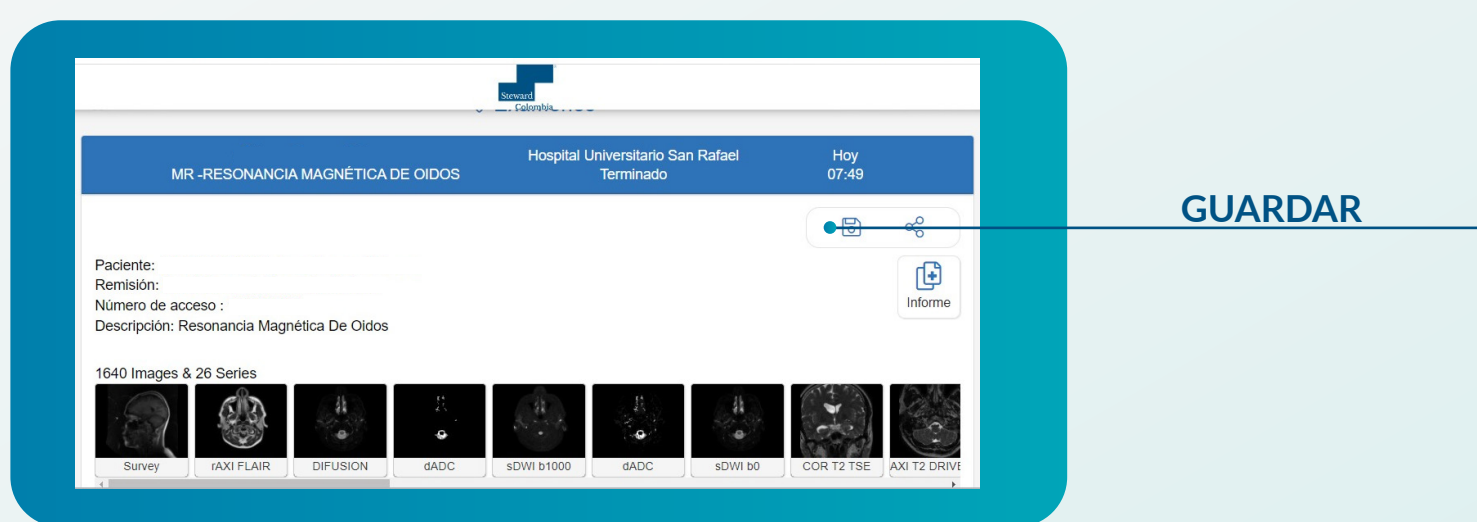 Steward
Colombia
MR -RESONANCIA MAGNÉTICA DE OIDOS
Hospital Universitario San Rafael
Terminado
Hoy
07:49
GUARDAR
Paciente:
Remisión:
Número de acceso :
Descripción: Resonancia Magnética De Oidos
Informe
1640 Images & 26 Series
Survey
rAXI FLAIR
DIFUSION
dADC
sDWI b1000
dADC
sDWI b0
COR T2 TSE
AXI T2 DRIVE